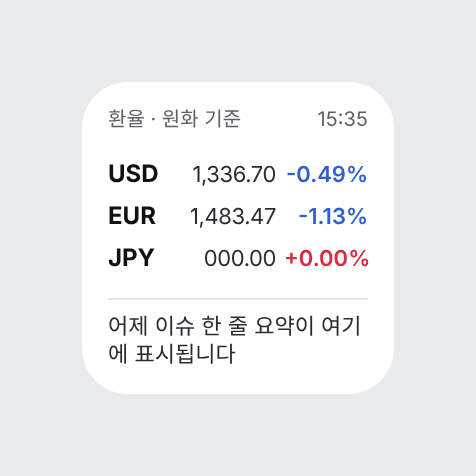 환율 · 원화 기준 15:35
USD 1,336.70 -0.49%
EUR 1,483.47 -1.13%
JPY 000.00 +0.00%
어제 이슈 한 줄 요약이 여기
에 표시됩니다